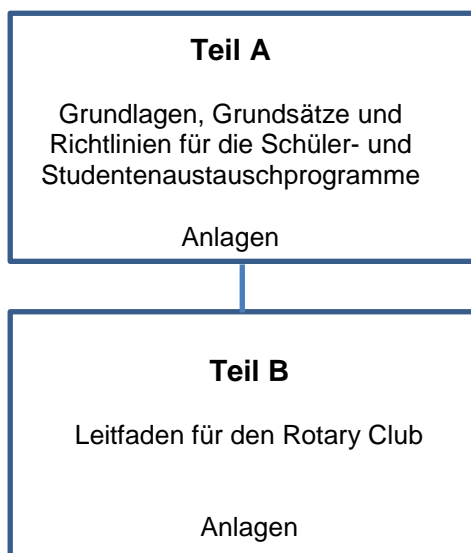 Teil A
Grundlagen, Grundsätze und
Richtlinien für die Schüler- und
Studentenaustauschprogramme
Anlagen
Teil B
Leitfaden für den Rotary Club
Anlagen